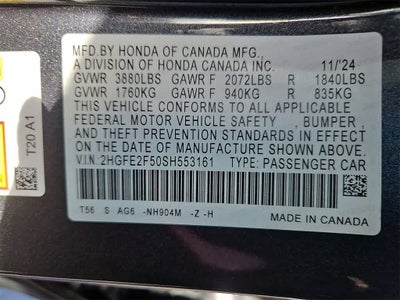 MFD. BY HONDA OF CANADA MFG.,
A DIVISION OF HONDA CANADA INC. 11/'24
GVWR 3880LBS GAWR F 2072LBS R 1840LBS
GVWR 1760KG GAWR F 940KG R 835KG
THIS VEHICLE CONFORMS TO ALL APPLICABLE
FEDERAL MOTOR VEHICLE SAFETY , BUMPER ,
AND THEFT PREVENTION STANDARDS IN EFFECT
ON THE DATE OF MANUFACTURE SHOWN ABOVE.
V.I.N. 2HGFE2F50SH553161 TYPE: PASSENGER CAR
T56 S AG6 -NH904M -Z -H
MADE IN CANADA
T20 A1